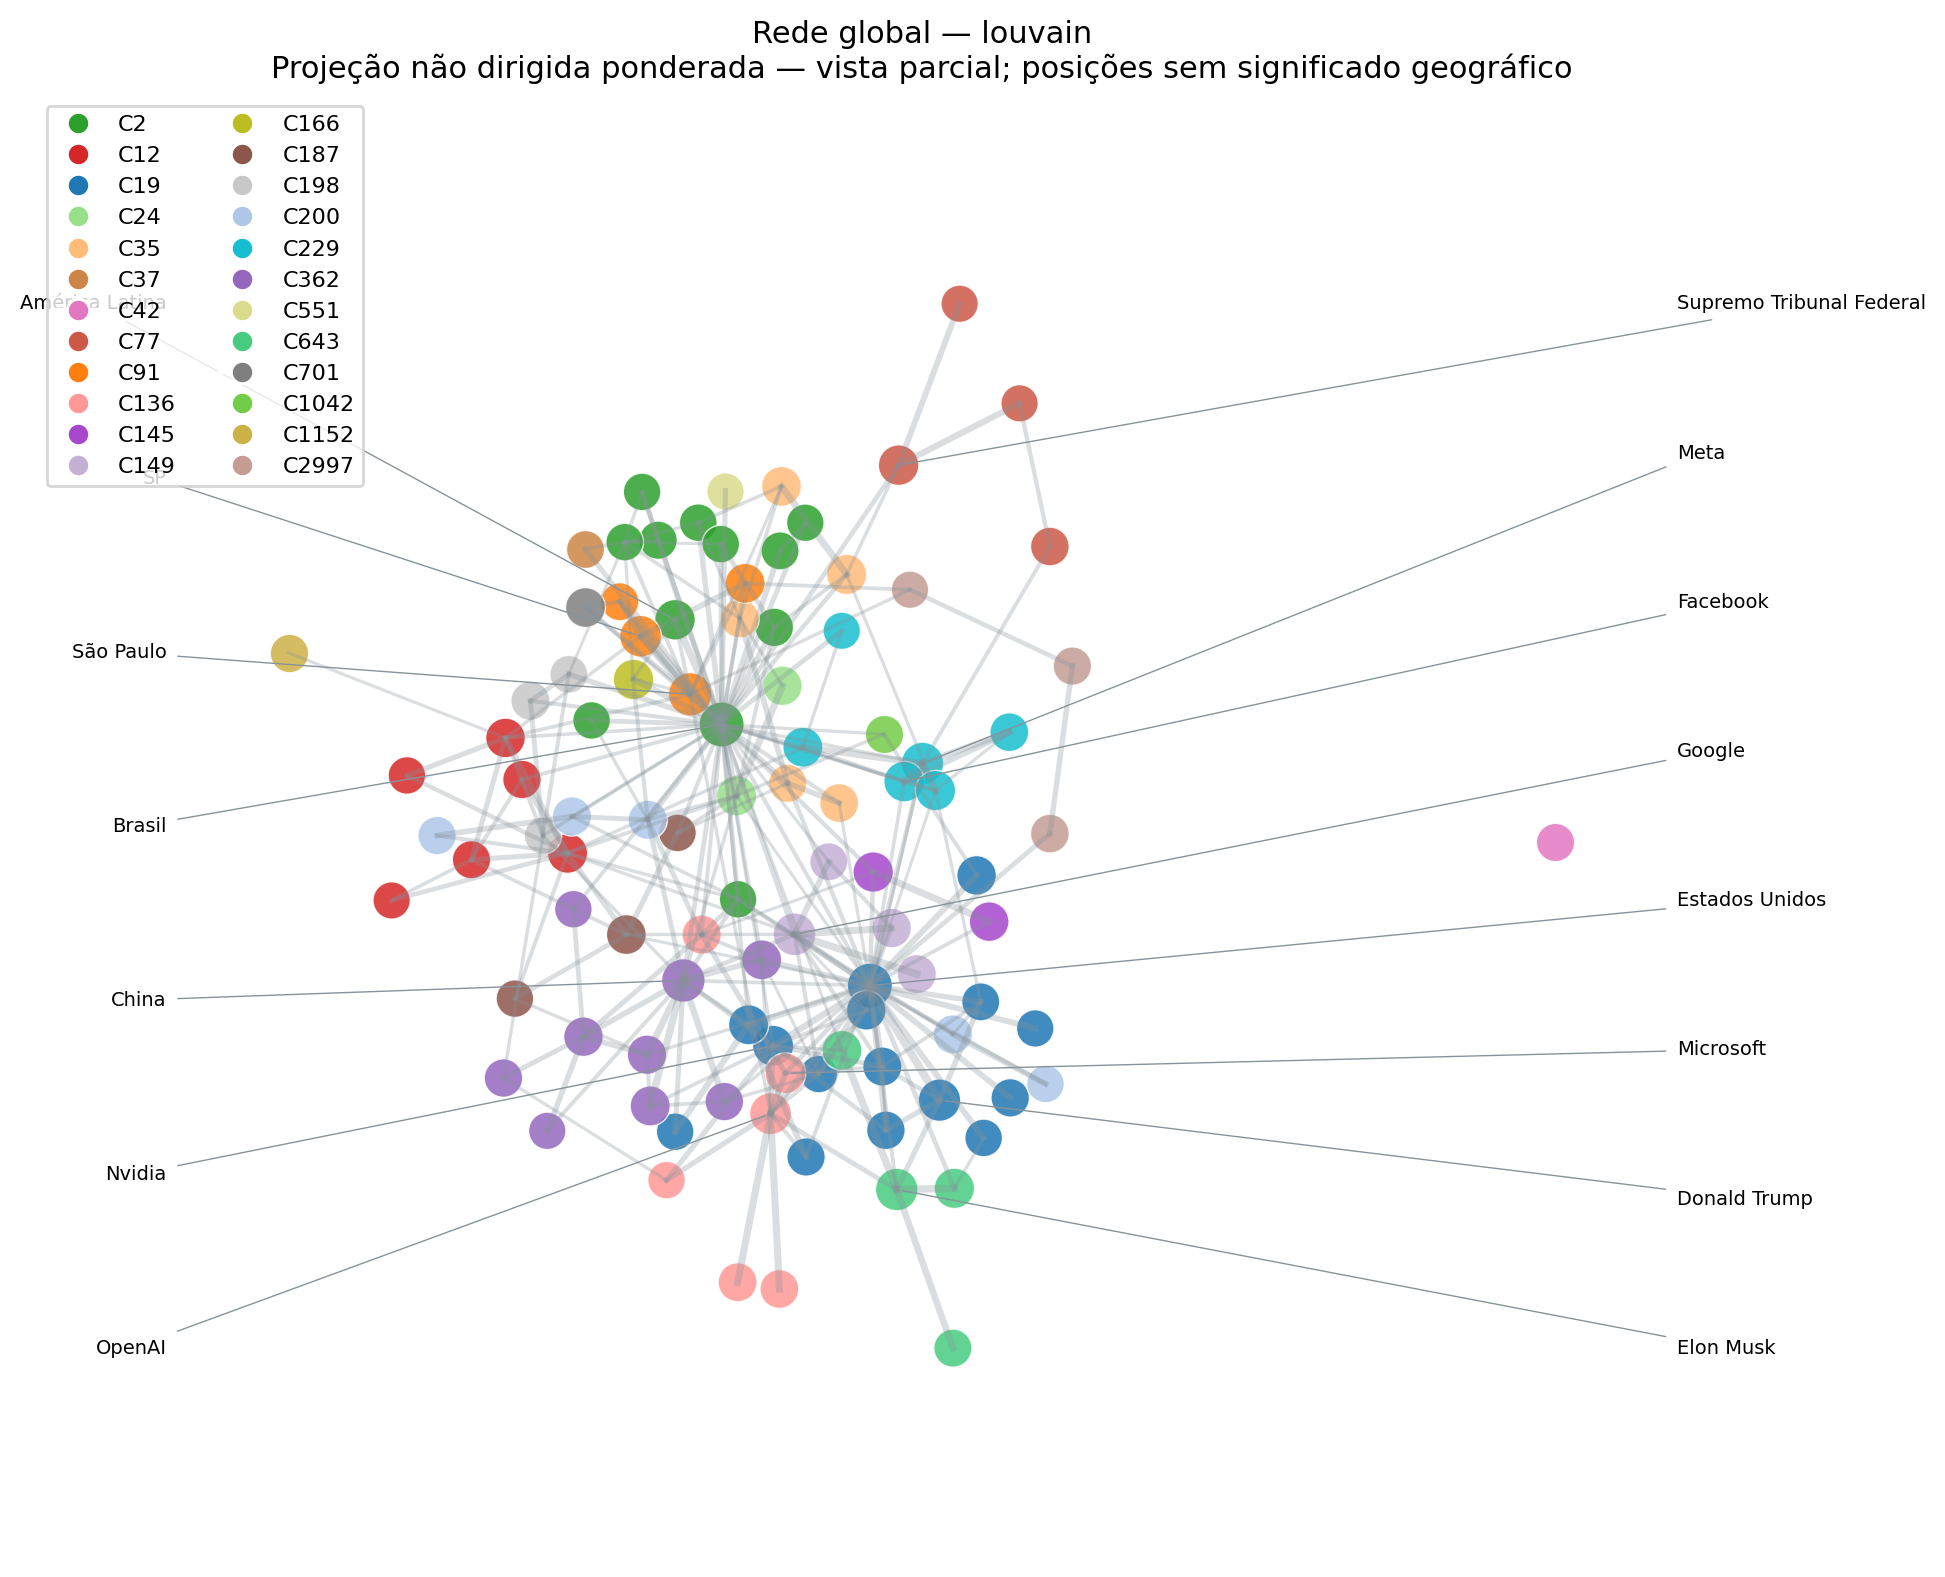 Rede global — louvain
Projeção não dirigida ponderada — vista parcial; posições sem significado geográfico
C2
C12
C19
C24
C35
C37
C42
C77
C91
C136
C145
C149
C166
C187
C198
C200
C229
C362
C551
C643
C701
C1042
C1152
C2997
América Latina
SP
São Paulo
Brasil
China
Nvidia
OpenAI
Supremo Tribunal Federal
Meta
Facebook
Google
Estados Unidos
Microsoft
Donald Trump
Elon Musk